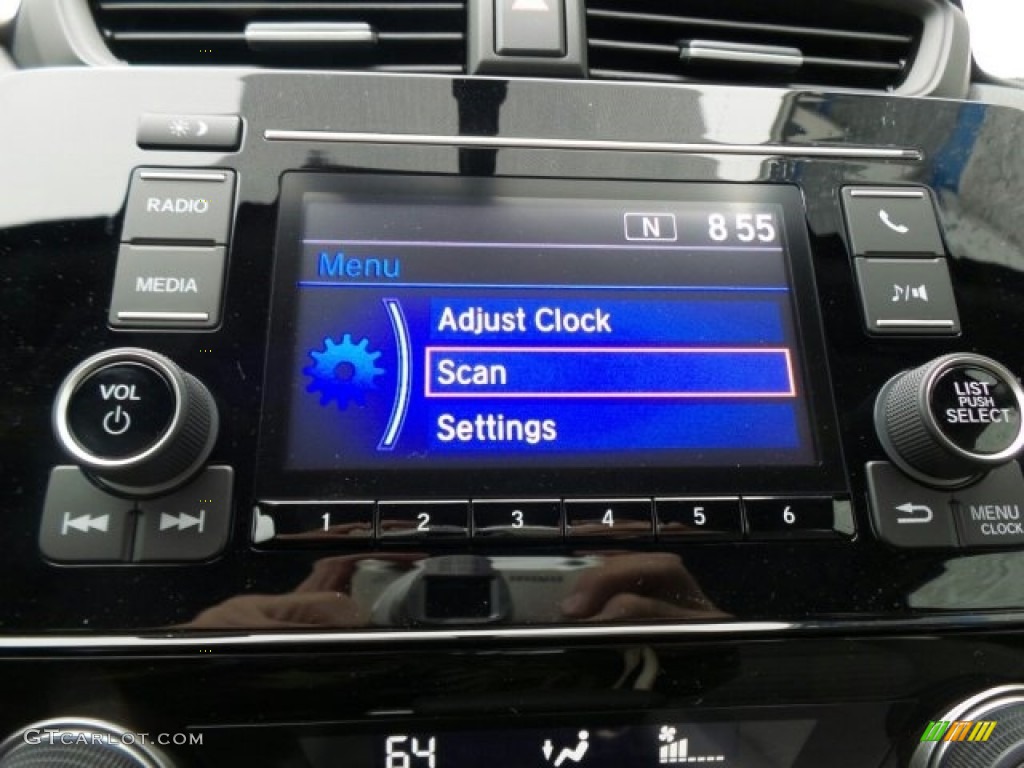 RADIO
MEDIA
N 8 55
Menu
Adjust Clock
Scan
Settings
VOL
LIST
PUSH
SELECT
1 2 3 4 5 6
MENU
CLOCK
64
GTCarLot.com